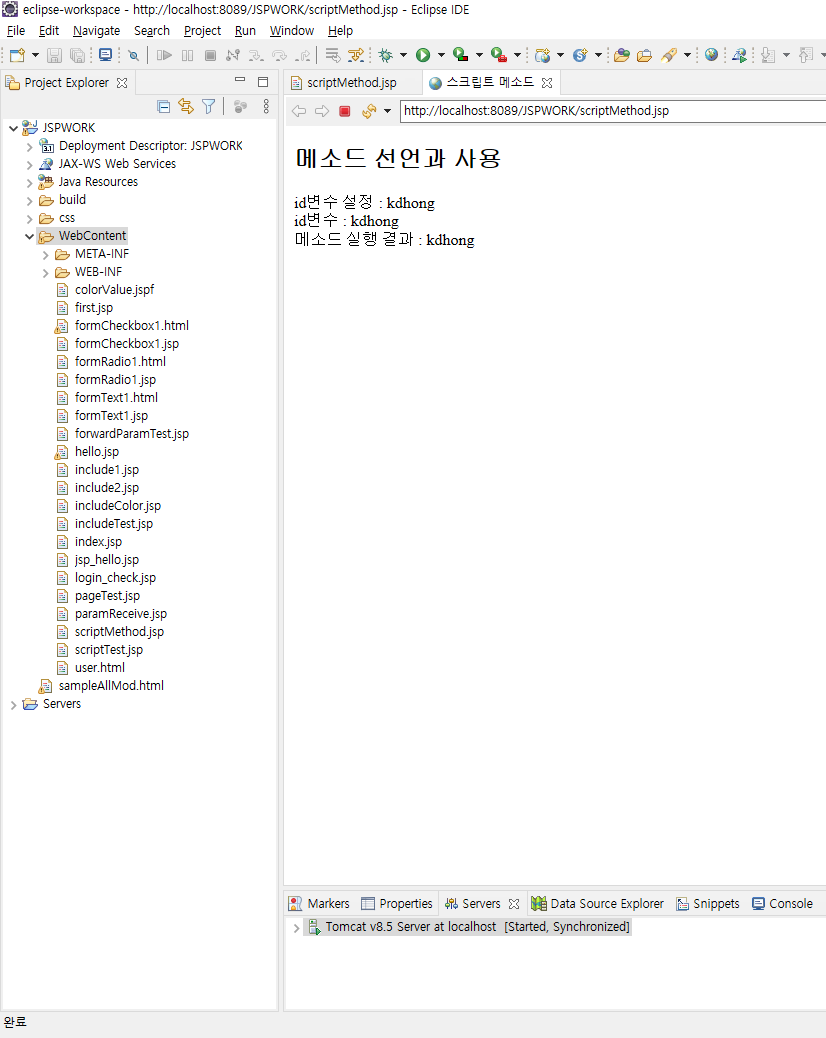 eclipse-workspace - http://localhost:8089/JSPWORK/scriptMethod.jsp - Eclipse IDE
File Edit Navigate Search Project Run Window Help
Project Explorer
scriptMethod.jsp
스크립트 메소드
http://localhost:8089/JSPWORK/scriptMethod.jsp
JSPWORK
Deployment Descriptor: JSPWORK
JAX-WS Web Services
Java Resources
build
css
WebContent
META-INF
WEB-INF
colorValue.jspf
first.jsp
formCheckbox1.html
formCheckbox1.jsp
formRadio1.html
formRadio1.jsp
formText1.html
formText1.jsp
forwardParamTest.jsp
hello.jsp
include1.jsp
include2.jsp
includeColor.jsp
includeTest.jsp
index.jsp
jsp_hello.jsp
login_check.jsp
pageTest.jsp
paramReceive.jsp
scriptMethod.jsp
scriptTest.jsp
user.html
sampleAllMod.html
Servers
메소드 선언과 사용
id변수 설정 : kdhong
id변수 : kdhong
메소드 실행 결과 : kdhong
Markers Properties Servers Data Source Explorer Snippets Console
Tomcat v8.5 Server at localhost [Started, Synchronized]
완료